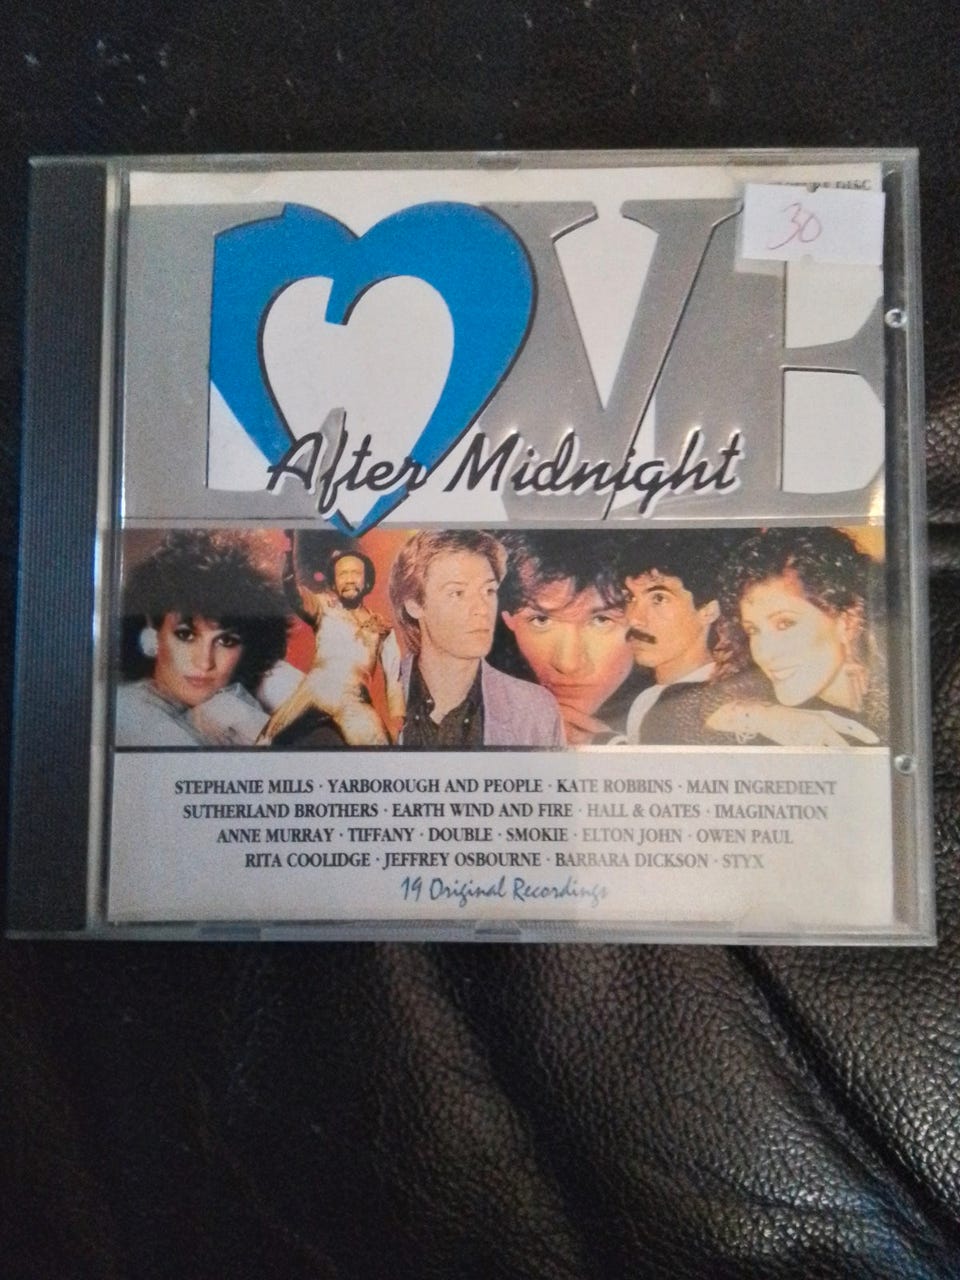 DISC
30
LOVE
After Midnight
STEPHANIE MILLS · YARBOROUGH AND PEOPLE · KATE ROBBINS · MAIN INGREDIENT
SUTHERLAND BROTHERS · EARTH WIND AND FIRE · HALL & OATES · IMAGINATION
ANNE MURRAY · TIFFANY · DOUBLE · SMOKIE · ELTON JOHN · OWEN PAUL
RITA COOLIDGE · JEFFREY OSBOURNE · BARBARA DICKSON · STYX
19 Original Recordings